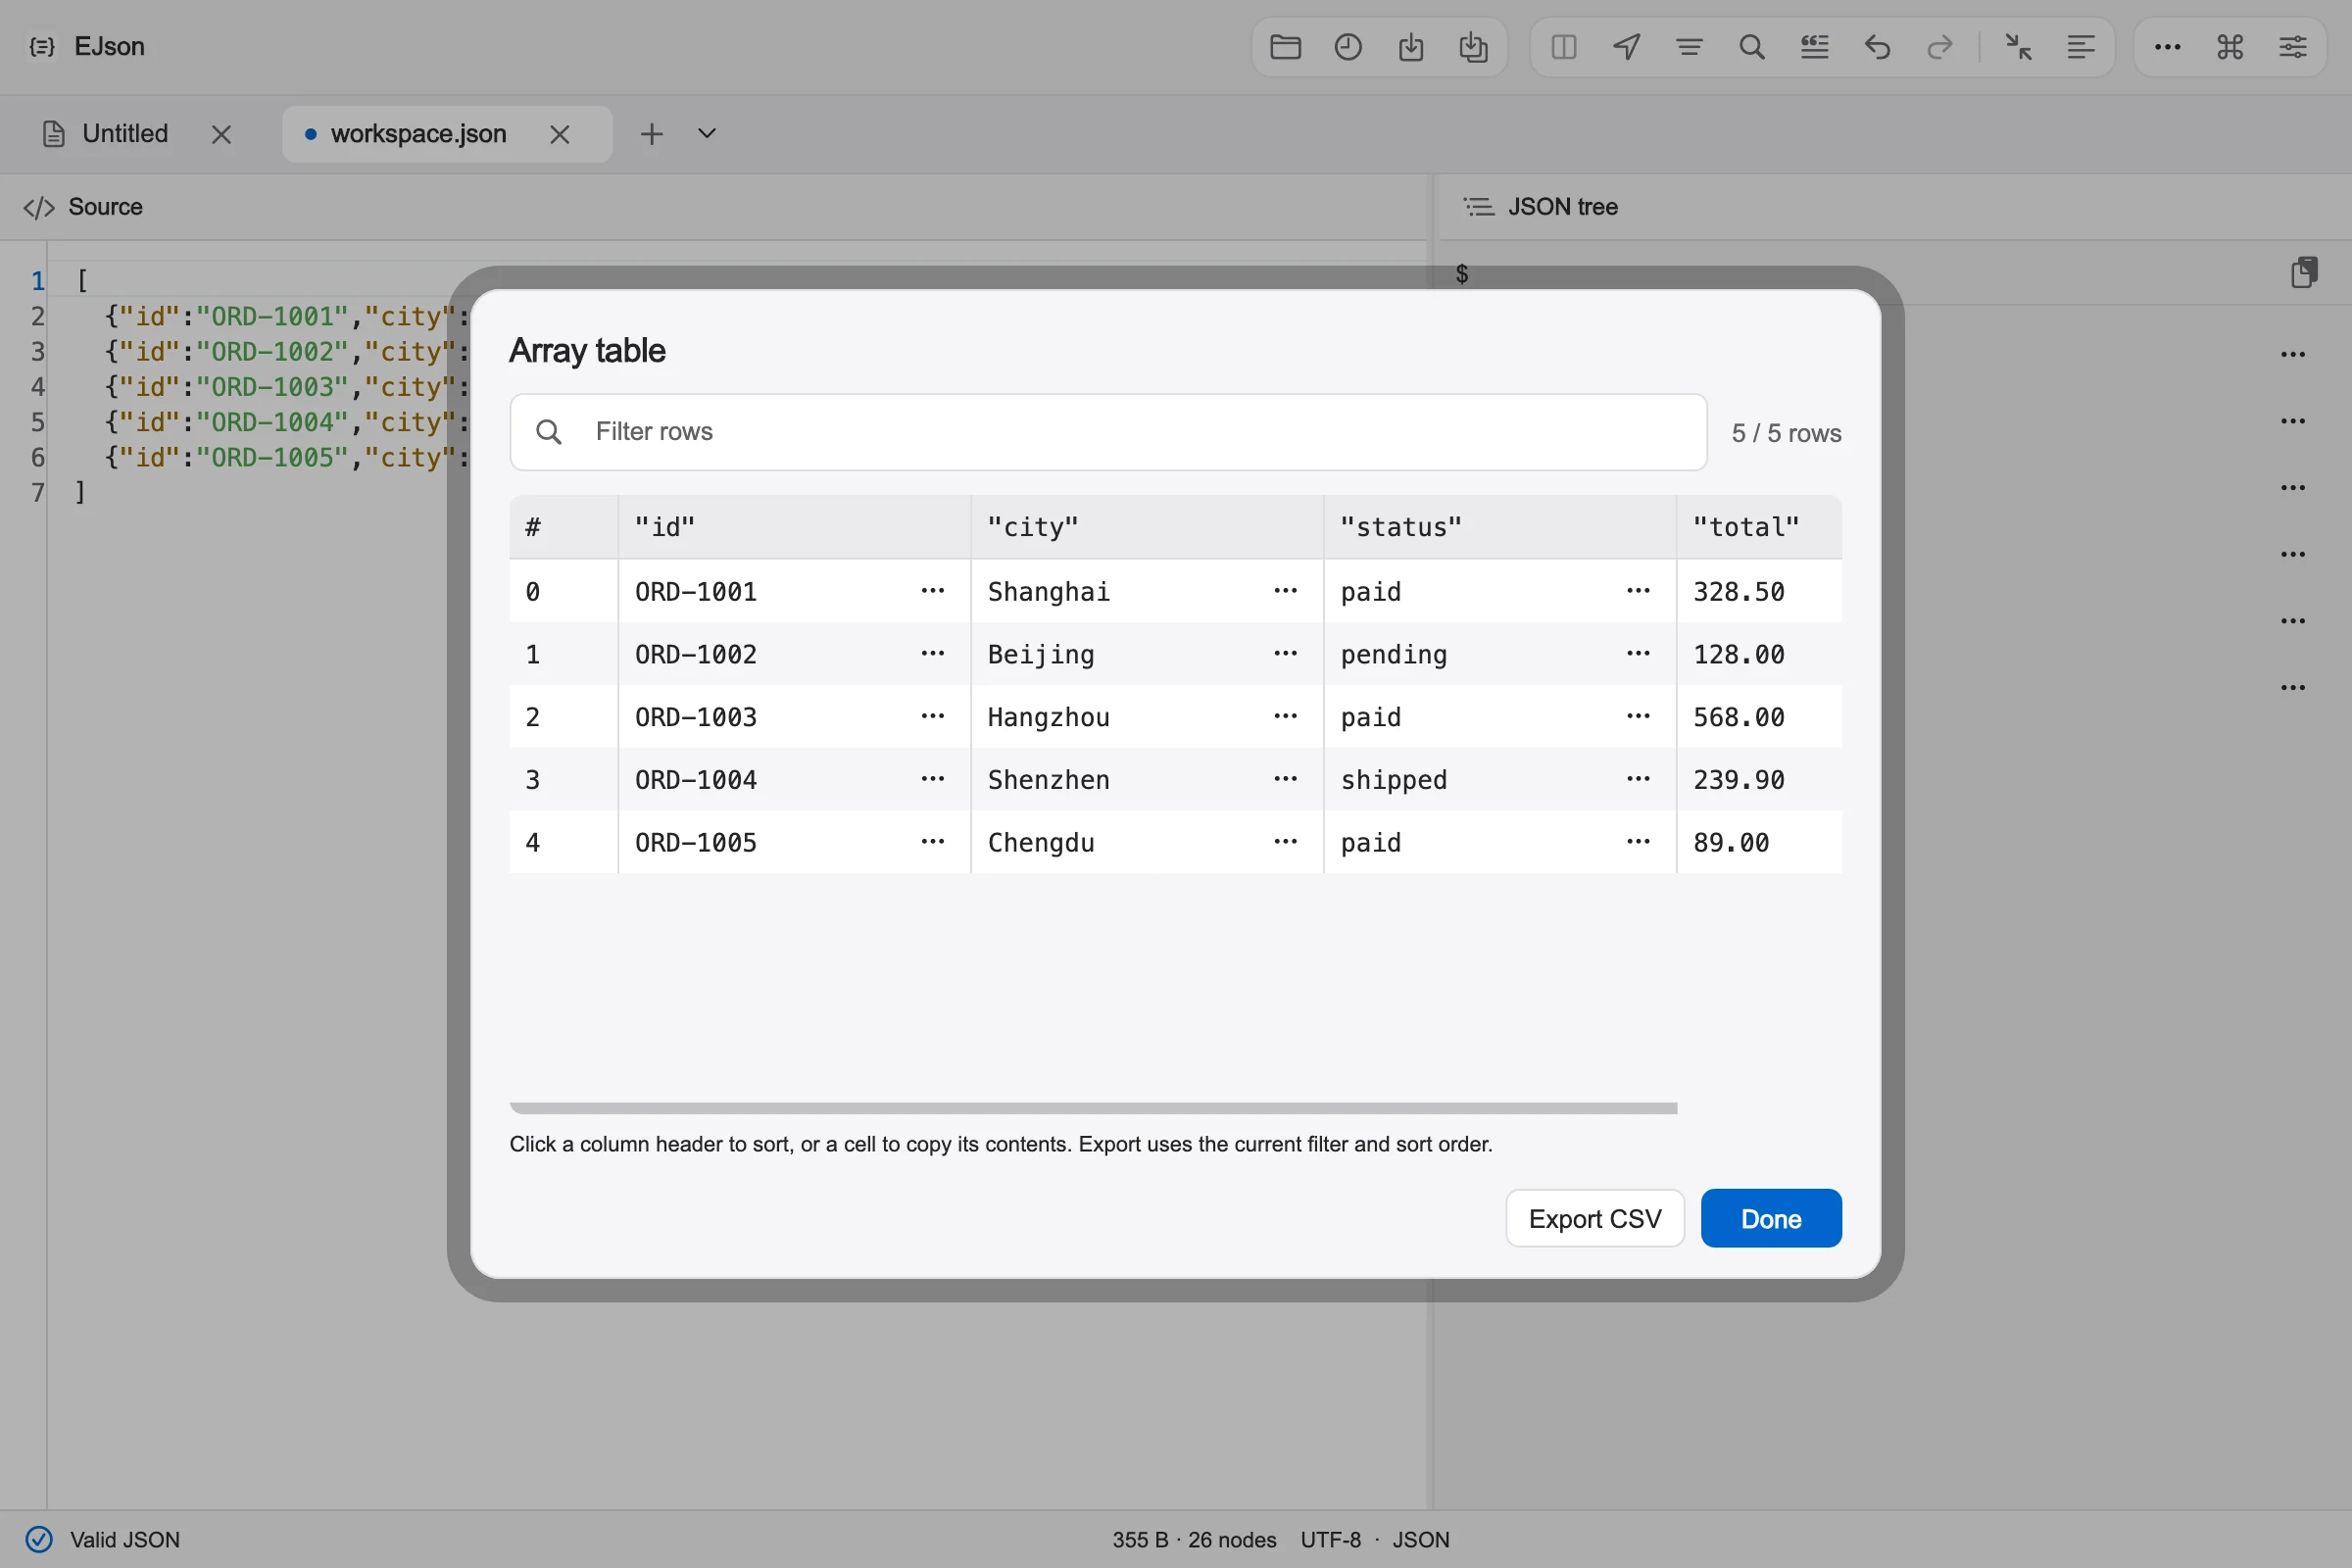 EJson
Untitled
workspace.json
Source
JSON tree
$
1 [
2 {"id":"ORD-1001","city":
3 {"id":"ORD-1002","city":
4 {"id":"ORD-1003","city":
5 {"id":"ORD-1004","city":
6 {"id":"ORD-1005","city":
7 ]
Array table
Filter rows
5 / 5 rows
# "id" "city" "status" "total"
0 ORD-1001 ... Shanghai ... paid ... 328.50
1 ORD-1002 ... Beijing ... pending ... 128.00
2 ORD-1003 ... Hangzhou ... paid ... 568.00
3 ORD-1004 ... Shenzhen ... shipped ... 239.90
4 ORD-1005 ... Chengdu ... paid ... 89.00
Click a column header to sort, or a cell to copy its contents. Export uses the current filter and sort order.
Export CSV
Done
Valid JSON
355 B · 26 nodes UTF-8 · JSON